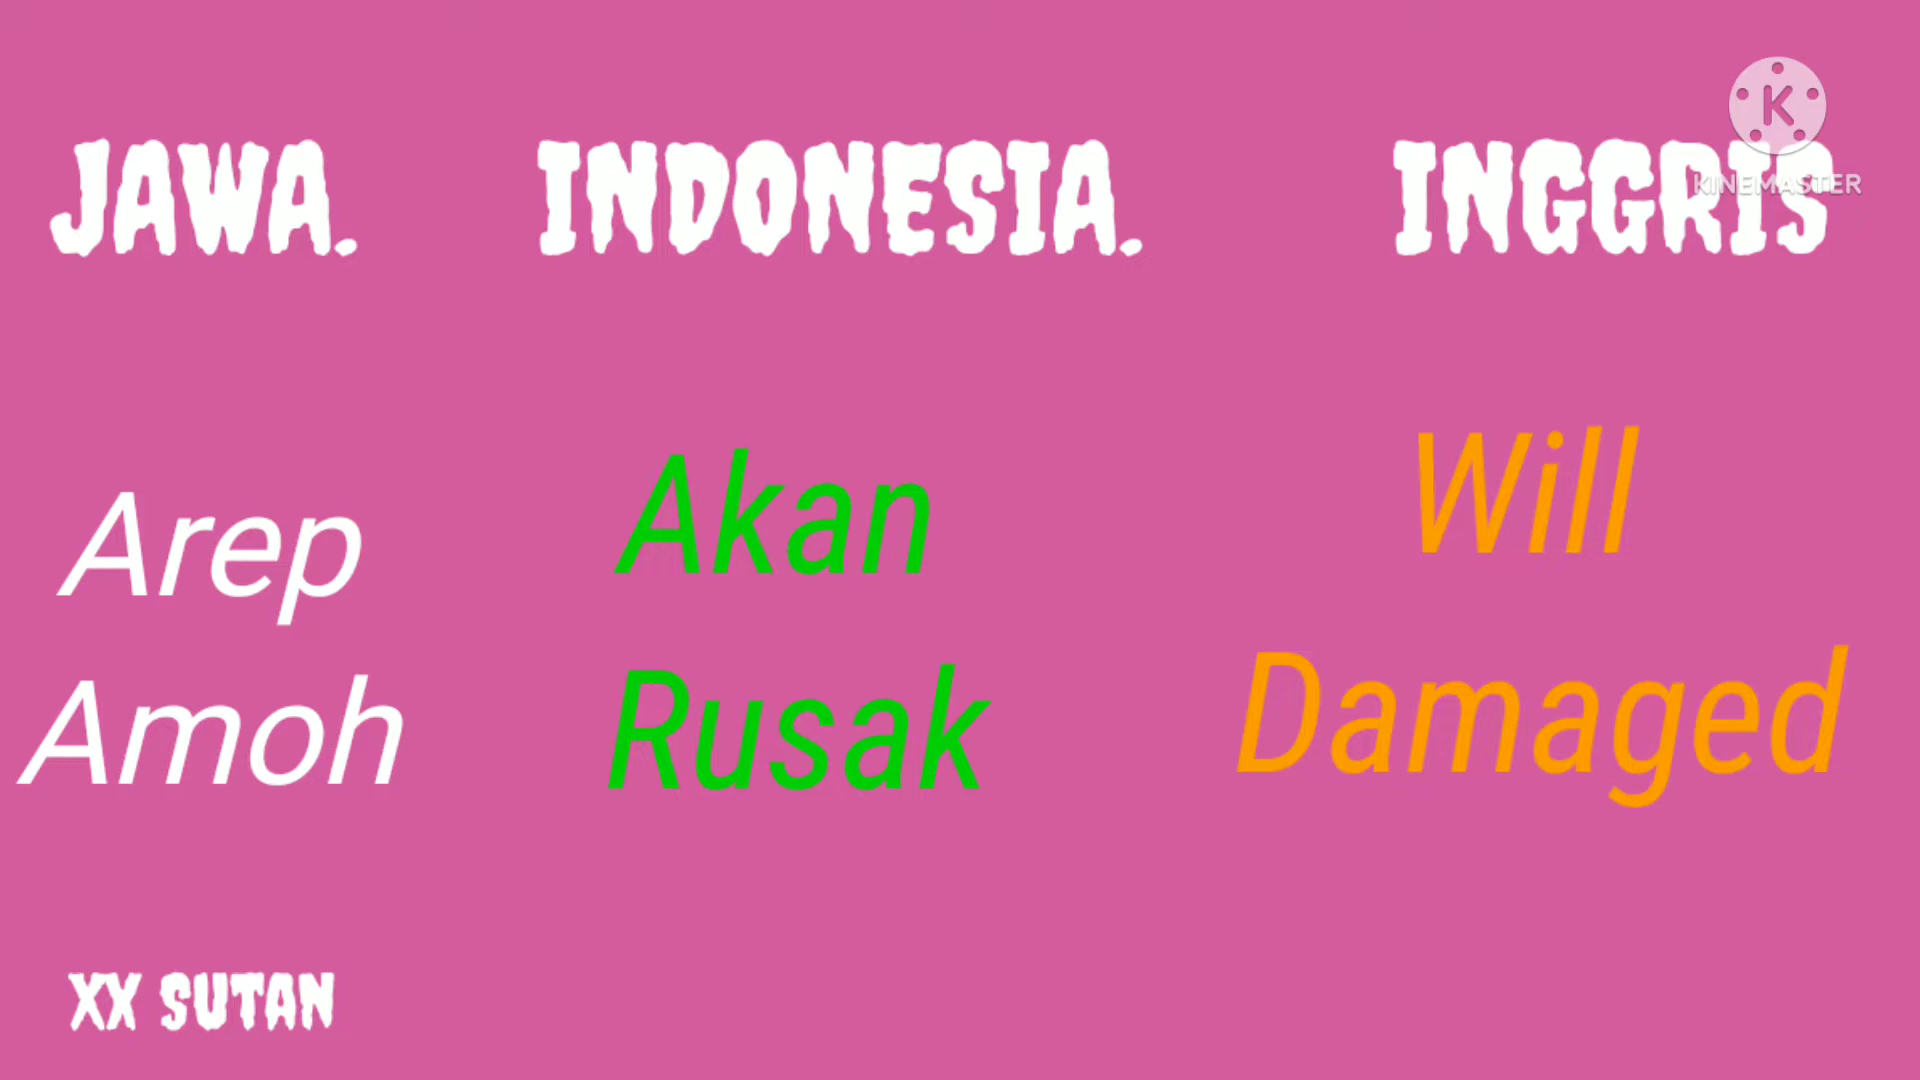 JAWA. INDONESIA. INGGRIS
K
KINEMASTER
Arep Akan Will
Amoh Rusak Damaged
XX SUTAN